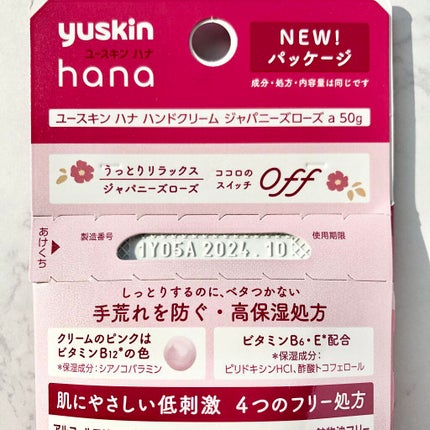 yuskin
ユースキン ハナ
hana
NEW!
パッケージ
成分・処方・内容量は同じです
ユースキン ハナ ハンドクリーム ジャパニーズローズ a 50g
うっとりリラックス
ジャパニーズローズ
ココロの
スイッチ
off
あけくち
製造番号
使用期限
1Y05A 2024.10
しっとりするのに、ベタつかない
手荒れを防ぐ・高保湿処方
クリームのピンクは
ビタミンB12*の色
*保湿成分：シアノコバラミン
ビタミンB6・E*配合
*保湿成分：
ピリドキシンHCl、酢酸トコフェロール
肌にやさしい低刺激 4つのフリー処方